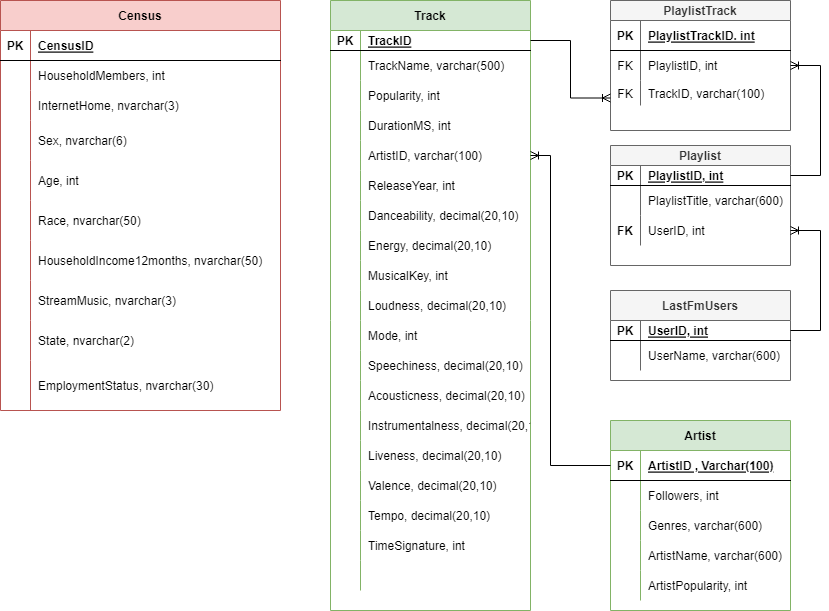 Census
PK CensusID
HouseholdMembers, int
InternetHome, nvarchar(3)
Sex, nvarchar(6)
Age, int
Race, nvarchar(50)
HouseholdIncome12months, nvarchar(50)
StreamMusic, nvarchar(3)
State, nvarchar(2)
EmploymentStatus, nvarchar(30)
Track
PK TrackID
TrackName, varchar(500)
Popularity, int
DurationMS, int
ArtistID, varchar(100)
ReleaseYear, int
Danceability, decimal(20,10)
Energy, decimal(20,10)
MusicalKey, int
Loudness, decimal(20,10)
Mode, int
Speechiness, decimal(20,10)
Acousticness, decimal(20,10)
Instrumentalness, decimal(20,
Liveness, decimal(20,10)
Valence, decimal(20,10)
Tempo, decimal(20,10)
TimeSignature, int
PlaylistTrack
PK PlaylistTrackID. int
FK PlaylistID, int
FK TrackID, varchar(100)
Playlist
PK PlaylistID, int
PlaylistTitle, varchar(600)
FK UserID, int
LastFmUsers
PK UserID, int
UserName, varchar(600)
Artist
PK ArtistID , Varchar(100)
Followers, int
Genres, varchar(600)
ArtistName, varchar(600)
ArtistPopularity, int